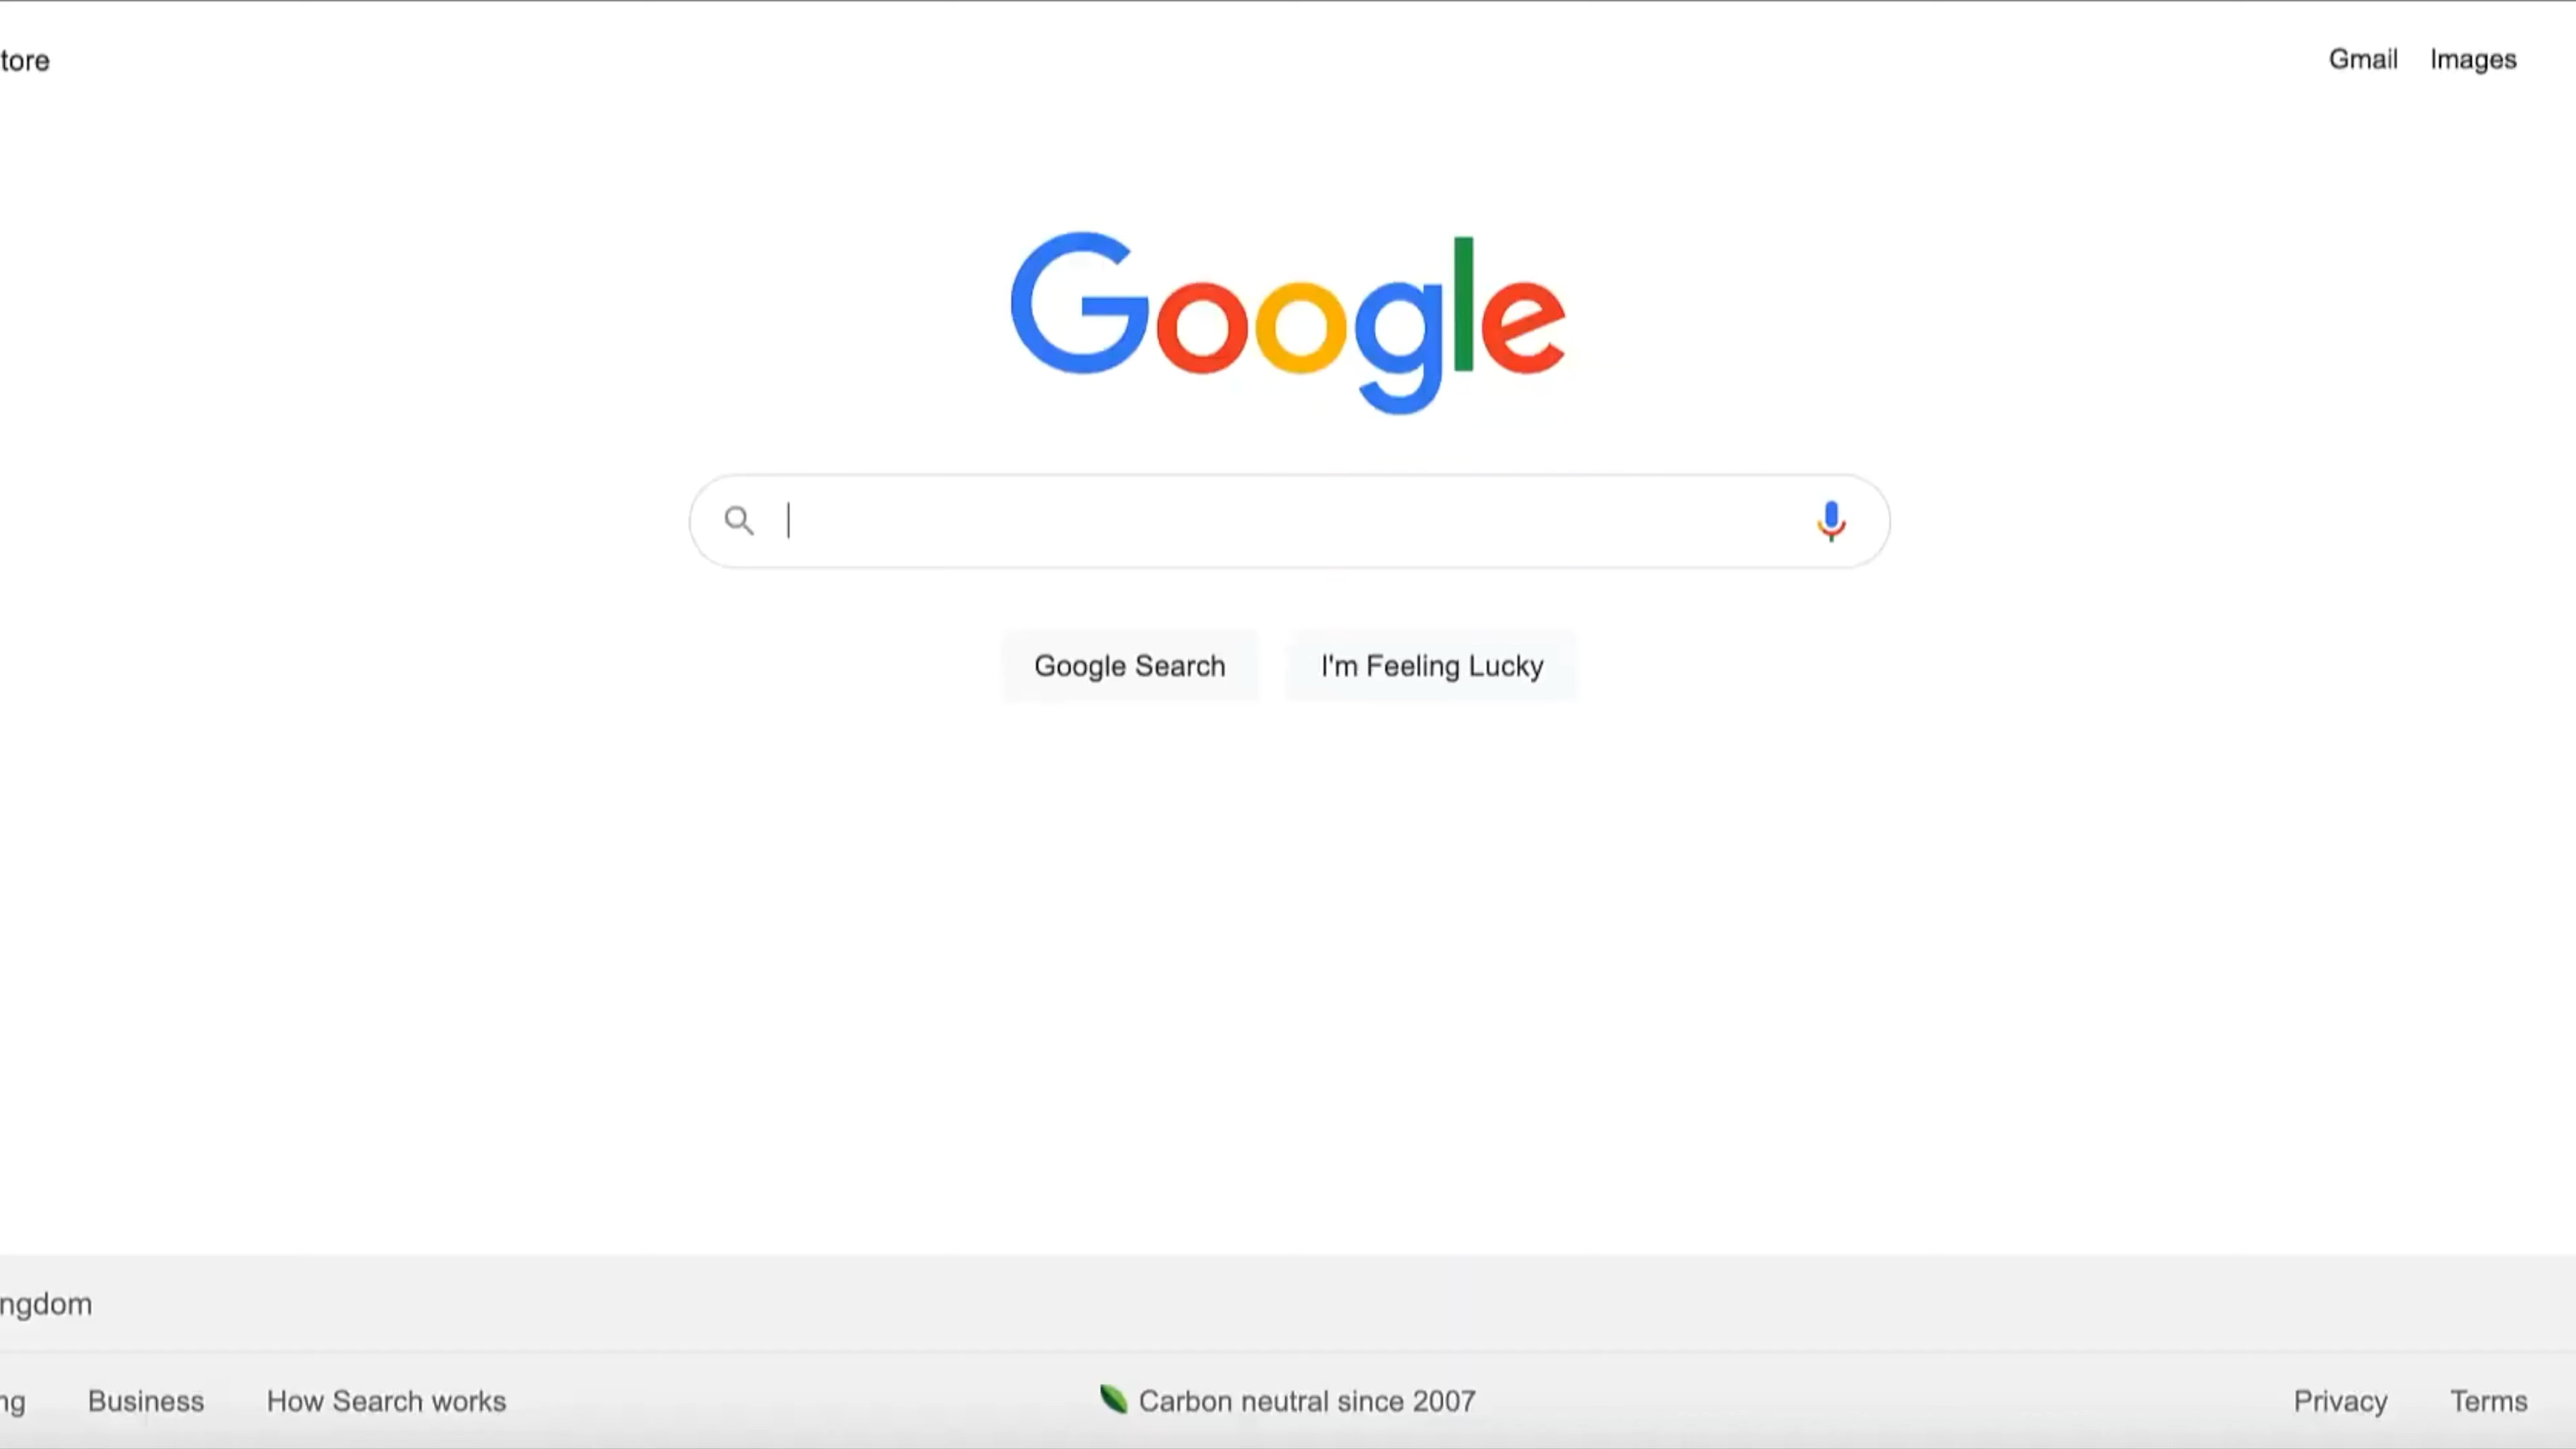 tore
Gmail Images
Google
Google Search
I'm Feeling Lucky
ngdom
ng Business How Search works
Carbon neutral since 2007
Privacy Terms